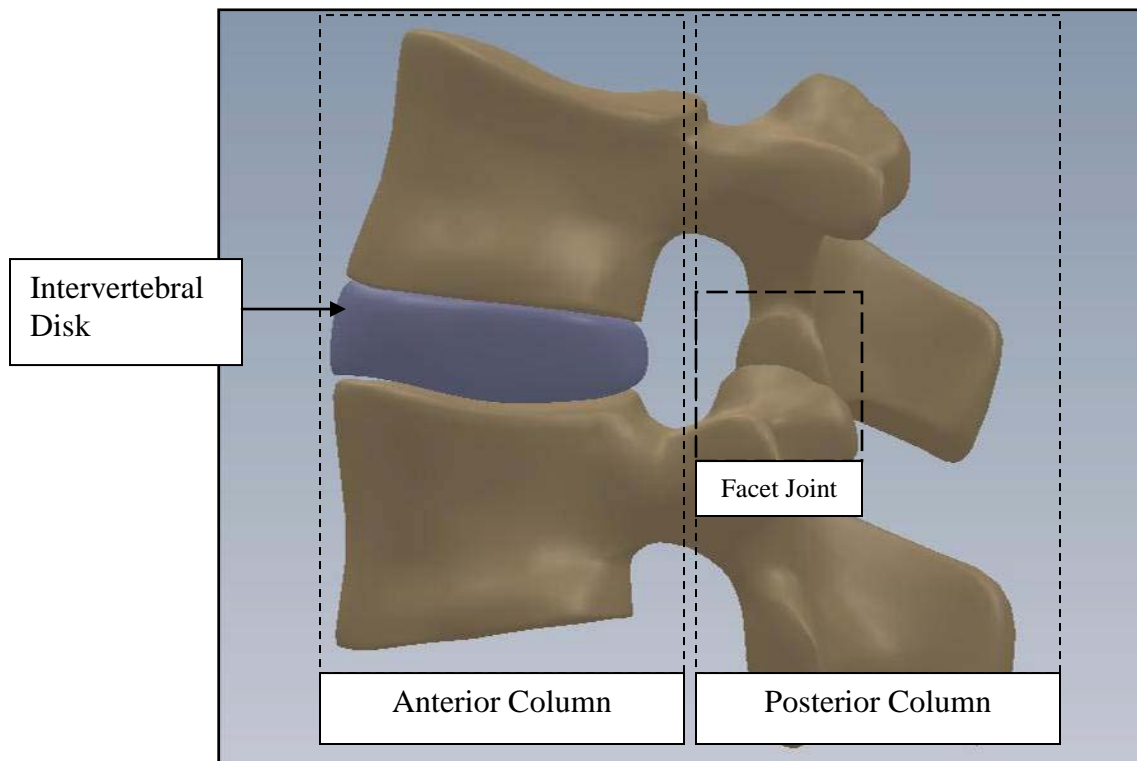 Intervertebral
Disk
Facet Joint
Anterior Column
Posterior Column